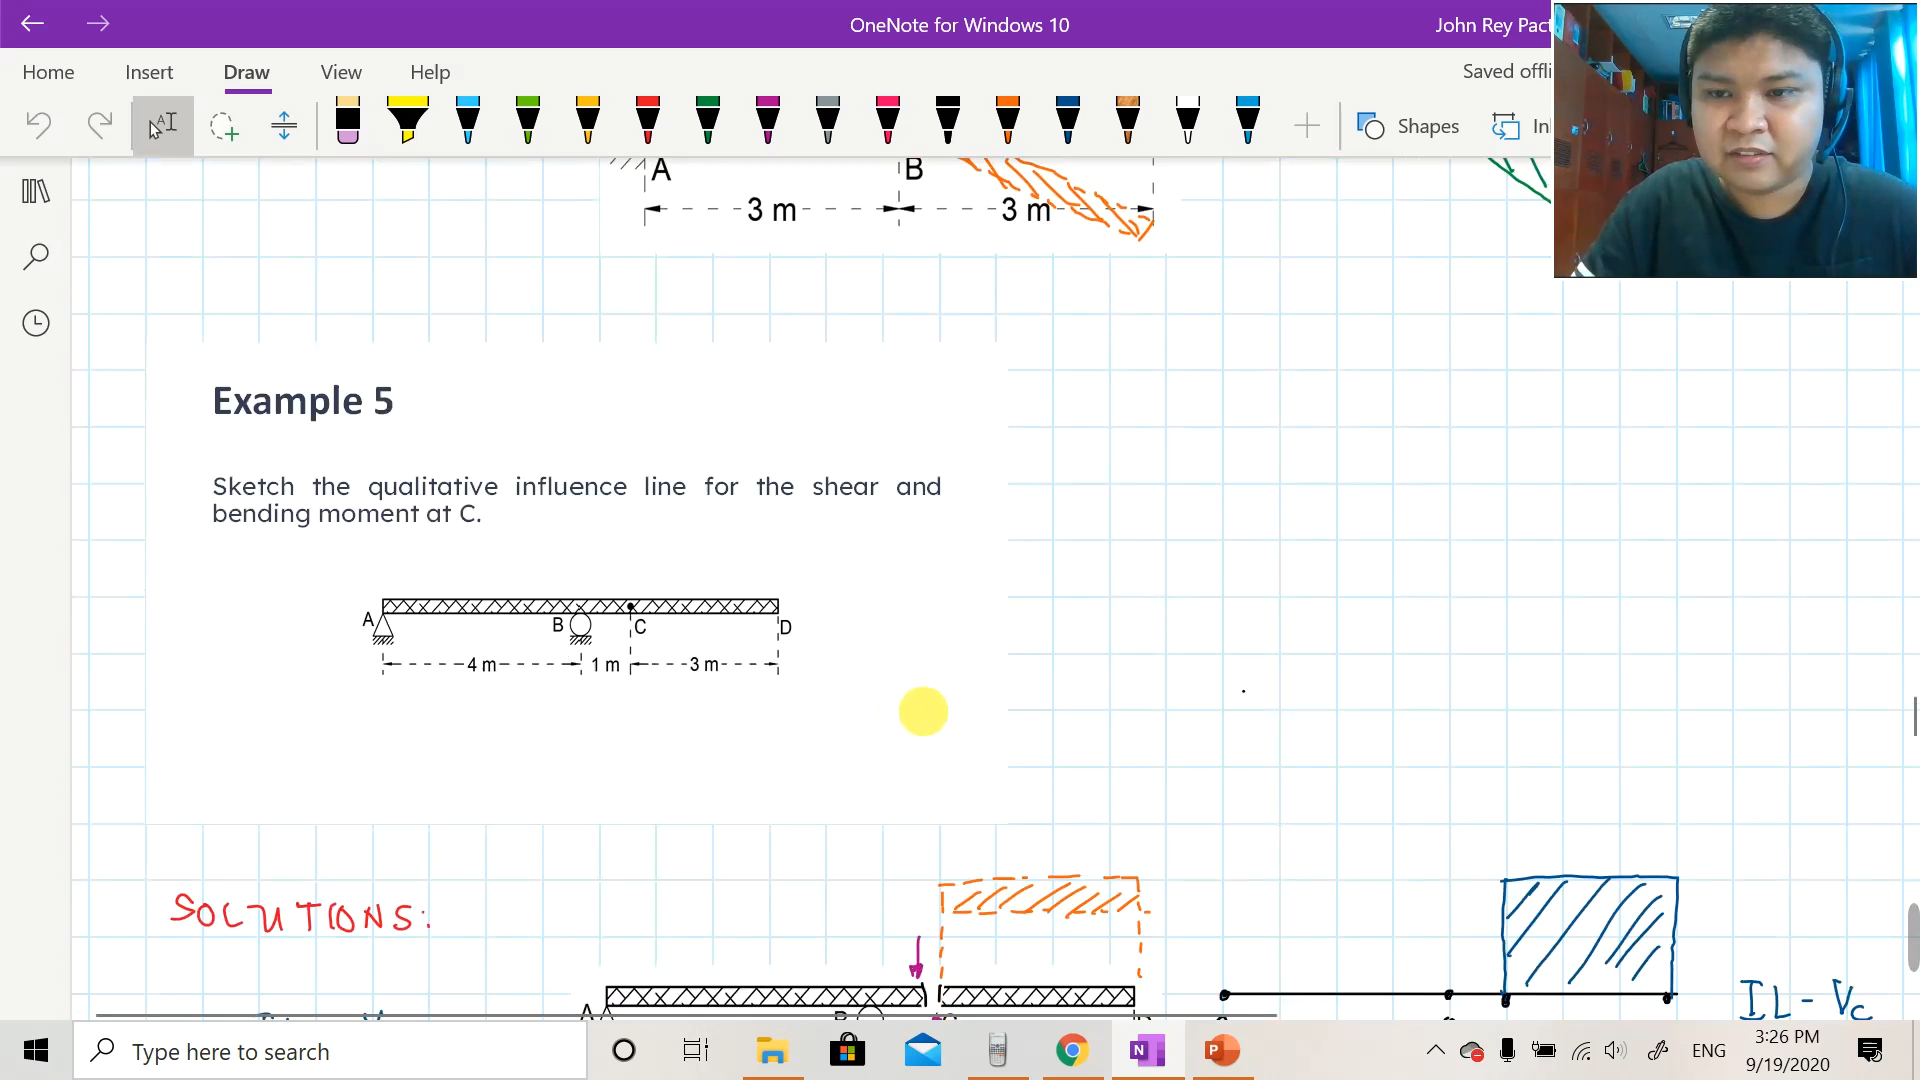 OneNote for Windows 10
John Rey Pact
Home Insert Draw View Help
Saved offli
Shapes
A B
3 m 3 m
Example 5
Sketch the qualitative influence line for the shear and
bending moment at C.
A B C D
4 m 1 m 3 m
SOLUTIONS:
IL - Vc
Type here to search
ENG
3:26 PM
9/19/2020